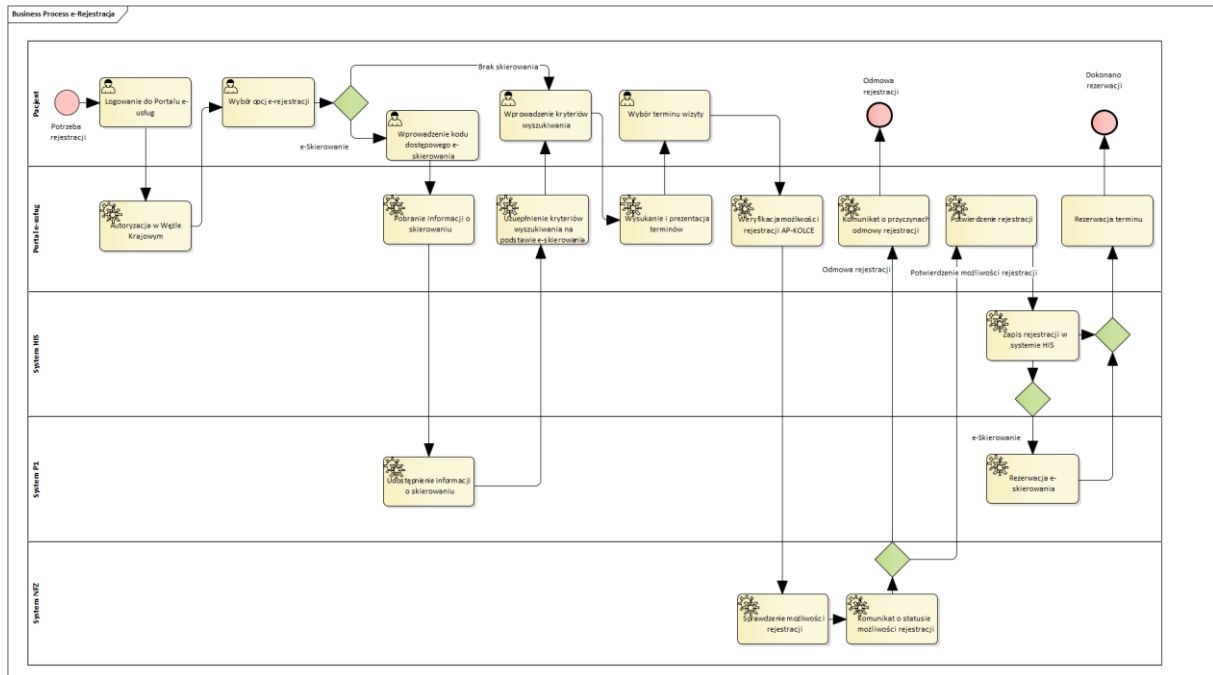 Business Process e-Rejestracja
Pacjent
Potrzeba
rejestracji
Logowanie do Portalu e-
usług
Wybór opcji e-rejestracji
Brak skierowania
e-Skierowanie
Wprowadzenie kodu
dostępowego e-
skierowania
Wprowadzenie kryteriów
wyszukiwania
Wybór terminu wizyty
Odmowa
rejestracji
Dokonano
rezerwacji
Portal e-usług
Autoryzacja w Węźle
Krajowym
Pobranie informacji o
skierowaniu
Uzuepłnienie kryteriów
wyszukiwania na
podstawie e-skierowania
Wysukanie i prezentacja
terminów
Weryfikacja możliwości
rejestracji AP-KOLCE
Komunikat o przyczynach
odmowy rejestracji
Potwierdzenie rejestracji
Rezerwacja terminu
Odmowa rejestracji
Potwierdzenie możliwości rejestracji
System HIS
Zapis rejestracji w
systemie HIS
System P1
e-Skierowanie
Udostępnienie informacji
o skierowaniu
Rezerwacja e-
skierowania
System NFZ
Sprawdzenie możliwości
rejestracji
Komunikat o statusie
możliwości rejestracji